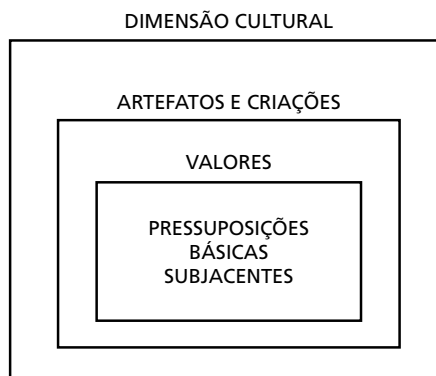 DIMENSÃO CULTURAL
ARTEFATOS E CRIAÇÕES
VALORES
PRESSUPOSIÇÕES
BÁSICAS
SUBJACENTES